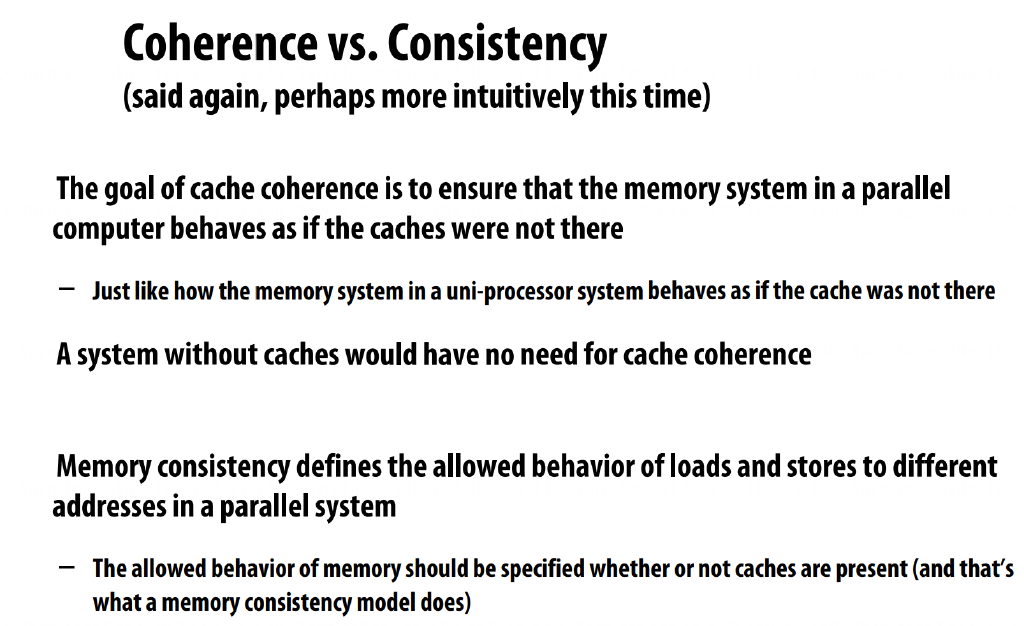 Coherence vs. Consistency
(said again, perhaps more intuitively this time)
The goal of cache coherence is to ensure that the memory system in a parallel
computer behaves as if the caches were not there
– Just like how the memory system in a uni-processor system behaves as if the cache was not there
A system without caches would have no need for cache coherence
Memory consistency defines the allowed behavior of loads and stores to different
addresses in a parallel system
– The allowed behavior of memory should be specified whether or not caches are present (and that’s
what a memory consistency model does)